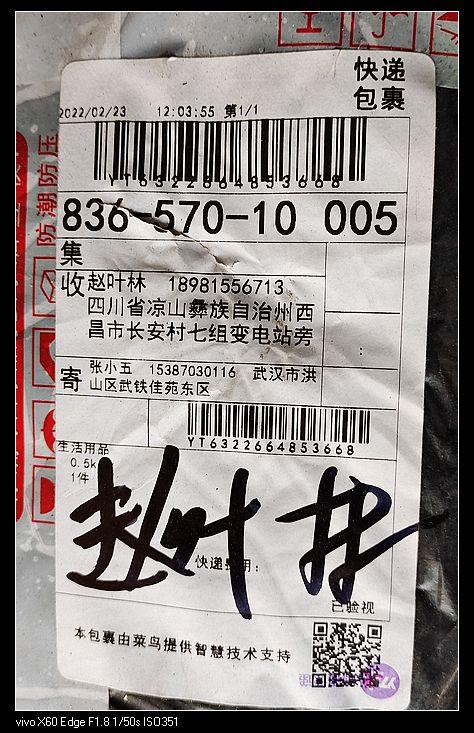 快递
包裹
2022/02/23 12:03:55 第1/1
YT6322864853668
836-570-10 005
集
收 赵叶林 18981556713
四川省凉山彝族自治州西
昌市长安村七组变电站旁
寄 张小五 15387030116 武汉市洪
山区武铁佳苑东区
YT6322664853668
生活用品
0.5k
1件
赵叶林
快递费用:
已验视
本包裹由菜鸟提供智慧技术支持
防潮防压
vivo X60 Edge F1.8 1/50s ISO351